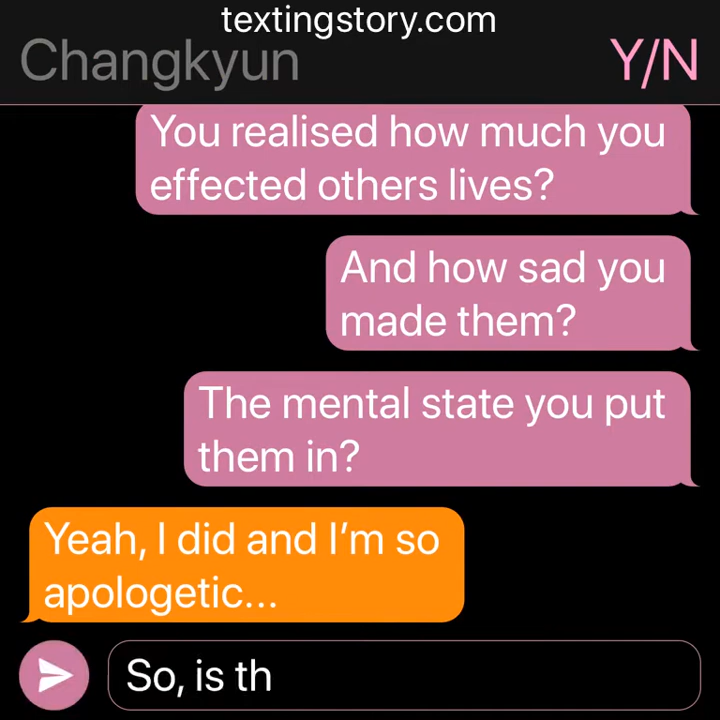 textingstory.com
Changkyun
Y/N
You realised how much you
effected others lives?
And how sad you
made them?
The mental state you put
them in?
Yeah, I did and I’m so
apologetic...
So, is th